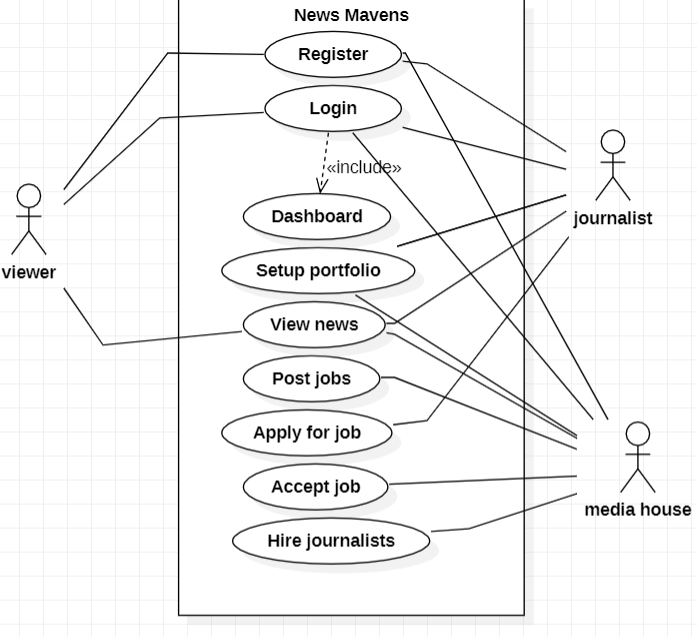 News Mavens
Register
Login
«include»
Dashboard
Setup portfolio
View news
Post jobs
Apply for job
Accept job
Hire journalists
viewer
journalist
media house